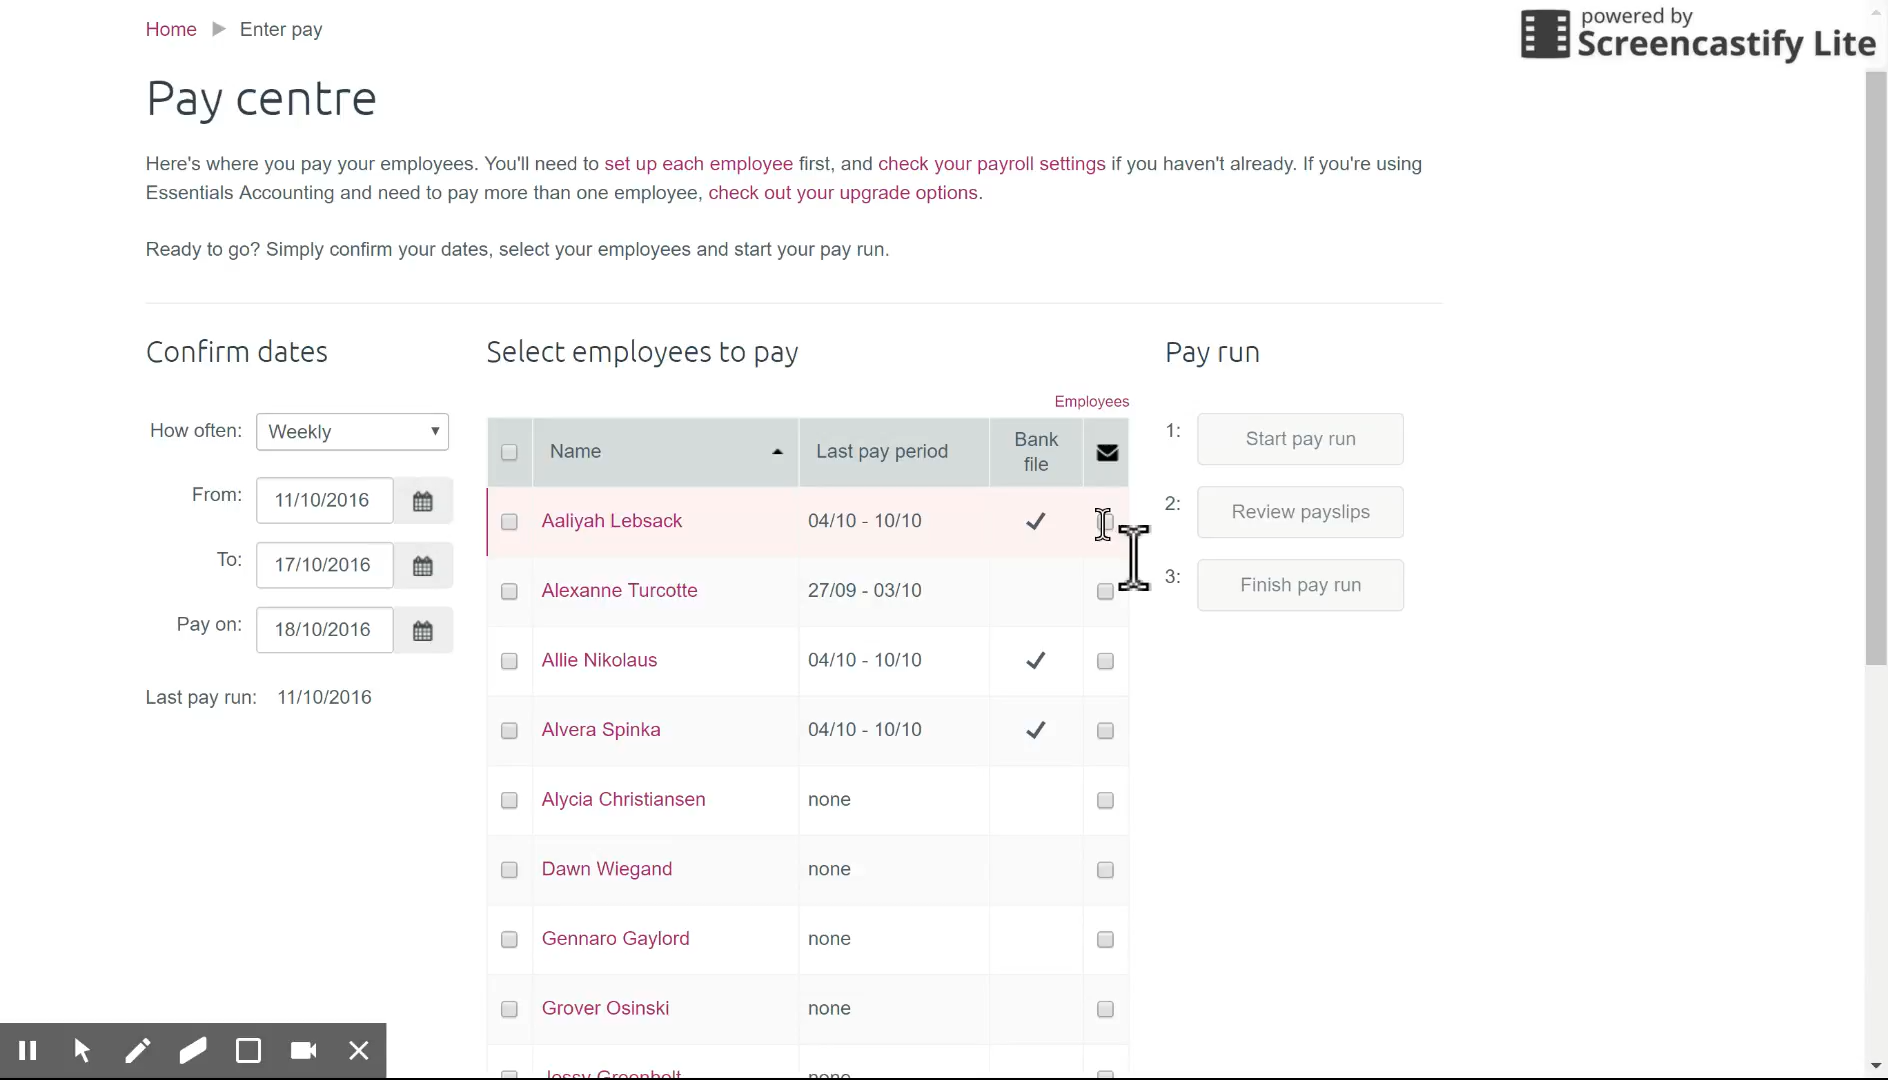 Home Enter pay
powered by
Screencastify Lite
Pay centre
Here's where you pay your employees. You'll need to set up each employee first, and check your payroll settings if you haven't already. If you're using
Essentials Accounting and need to pay more than one employee, check out your upgrade options.
Ready to go? Simply confirm your dates, select your employees and start your pay run.
Confirm dates
How often: Weekly
From: 11/10/2016
To: 17/10/2016
Pay on: 18/10/2016
Last pay run: 11/10/2016
Select employees to pay
Employees
Name Last pay period Bank file
Aaliyah Lebsack 04/10 - 10/10
Alexanne Turcotte 27/09 - 03/10
Allie Nikolaus 04/10 - 10/10
Alvera Spinka 04/10 - 10/10
Alycia Christiansen none
Dawn Wiegand none
Gennaro Gaylord none
Grover Osinski none
Pay run
1: Start pay run
2: Review payslips
3: Finish pay run